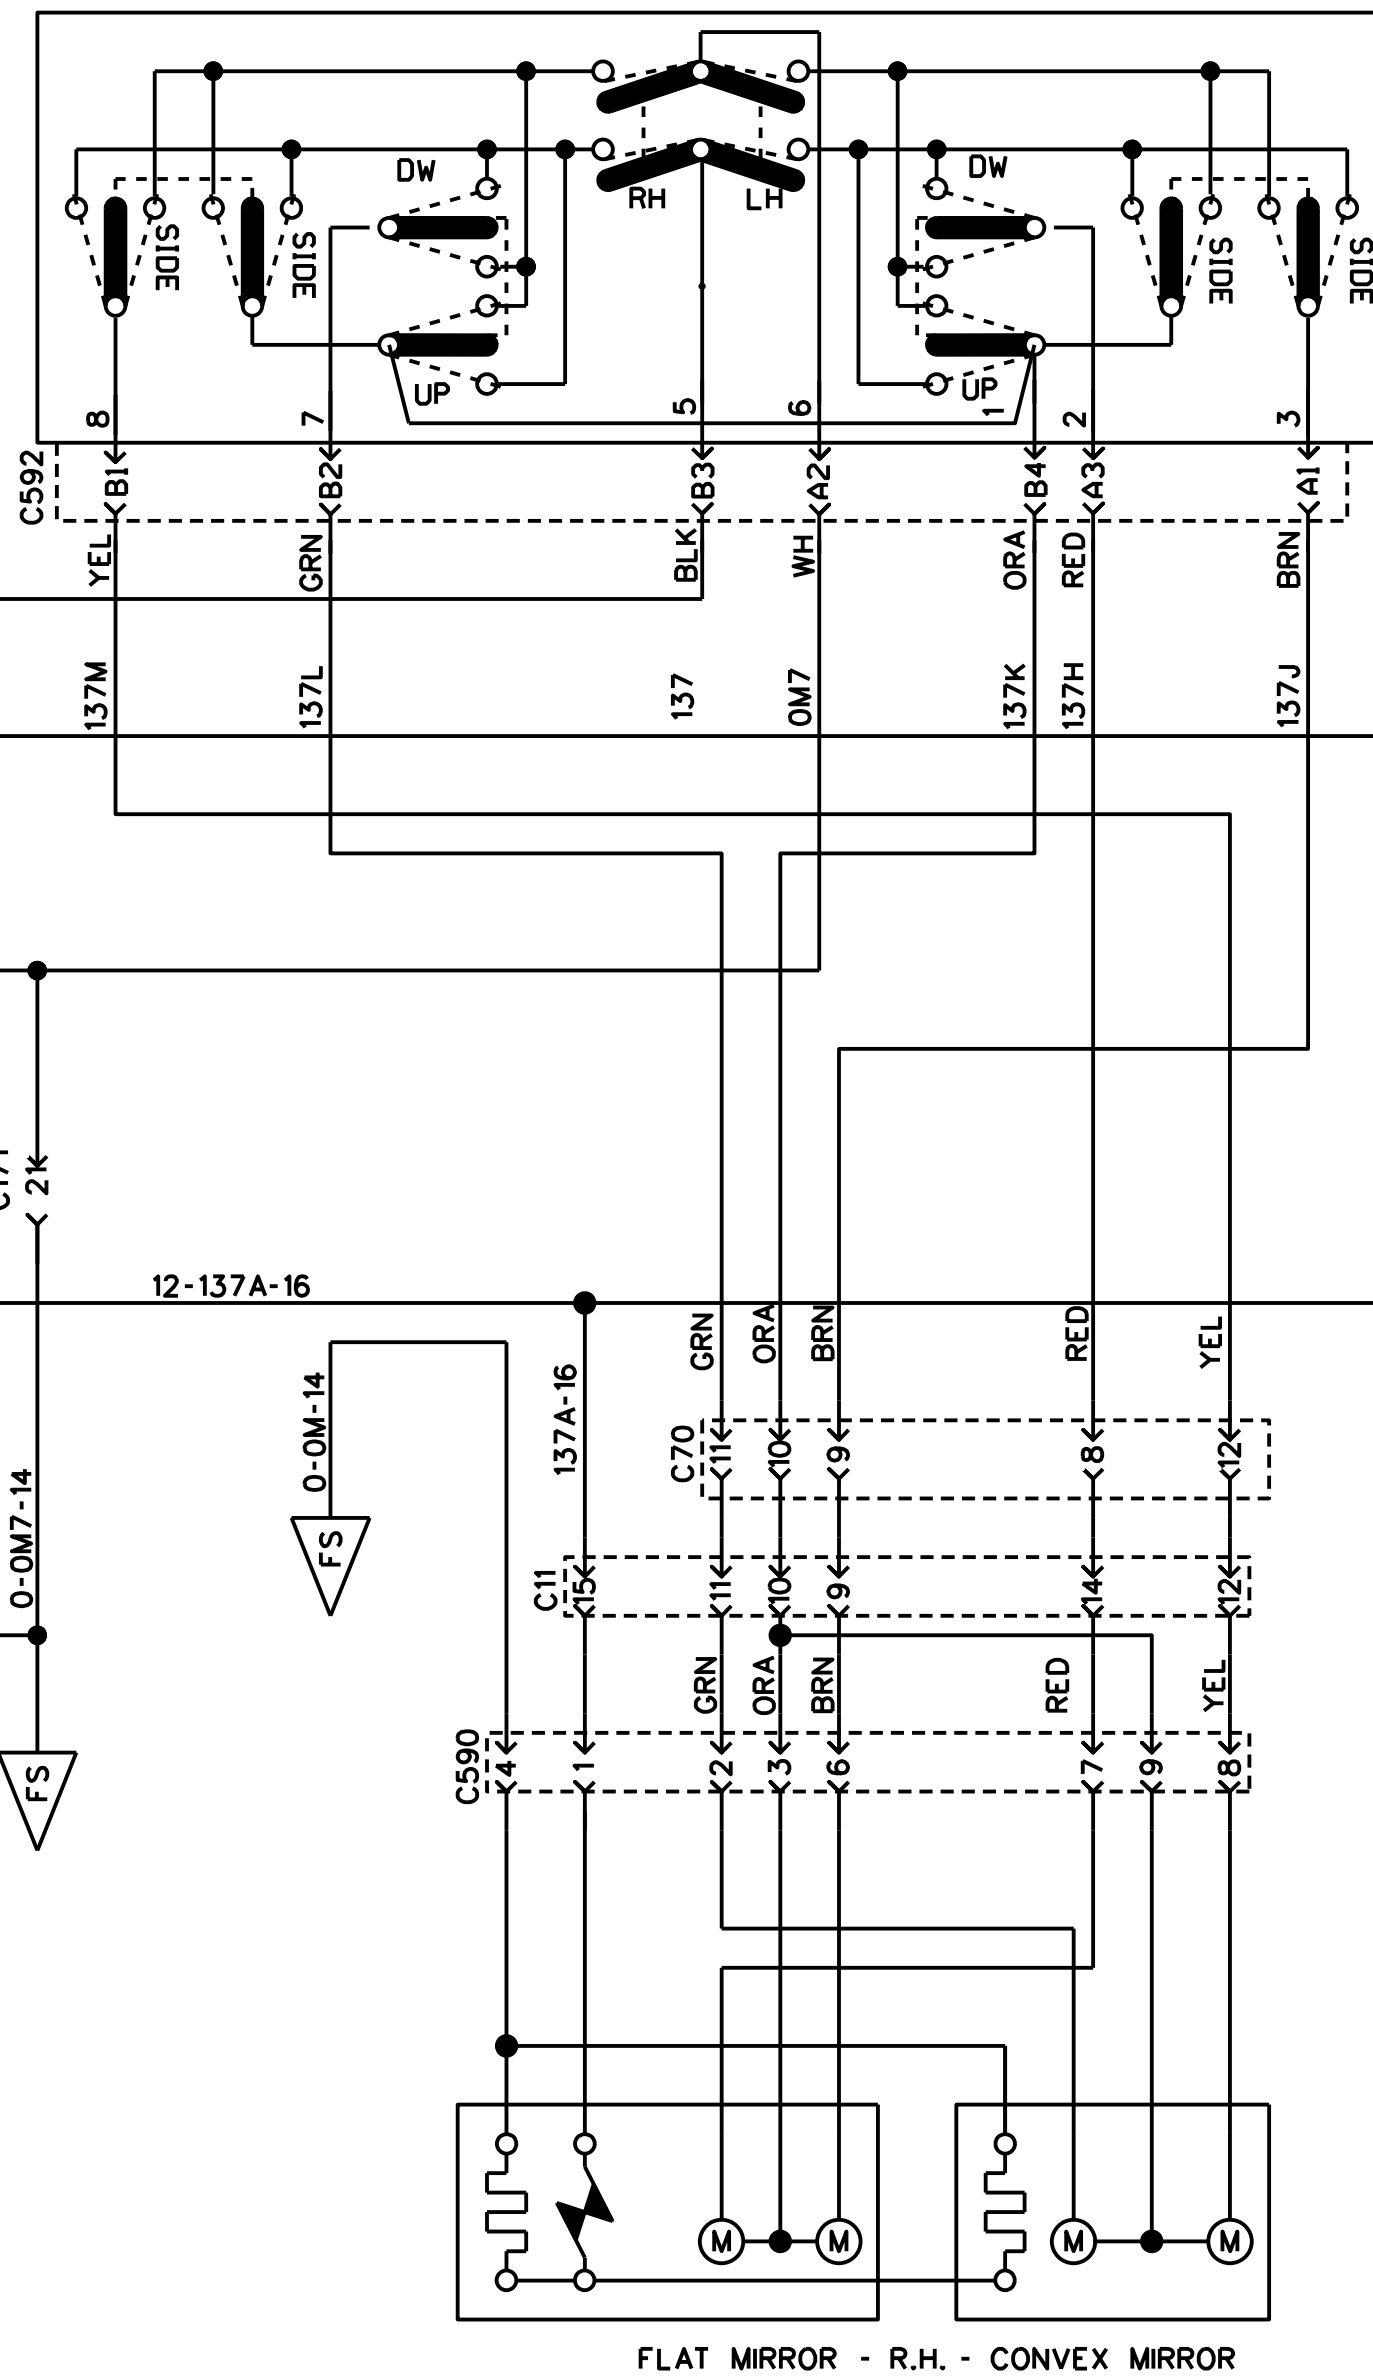 DW
DW
RH
LH
SIDE
SIDE
SIDE
SIDE
UP
UP
8
7
5
6
1
2
3
C592
B1
B2
B3
A2
B4
A3
A1
YEL
GRN
BLK
WH
ORA
RED
BRN
137M
137L
137
0M7
137K
137H
137J
21
12-137A-16
GRN
ORA
BRN
RED
YEL
0-0M-14
137A-16
C70
11
10
9
8
12
0-0M7-14
FS
C11
15
11
10
9
14
12
GRN
ORA
BRN
RED
YEL
FS
C590
4
1
2
3
6
7
9
8
M
M
M
M
FLAT MIRROR - R.H. - CONVEX MIRROR